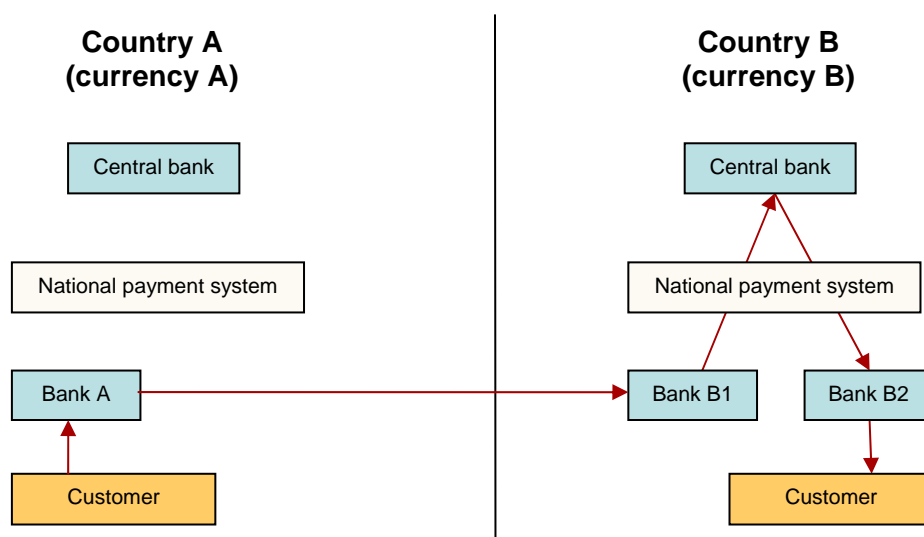 Country A
(currency A)
Country B
(currency B)
Central bank
Central bank
National payment system
National payment system
Bank A
Bank B1
Bank B2
Customer
Customer